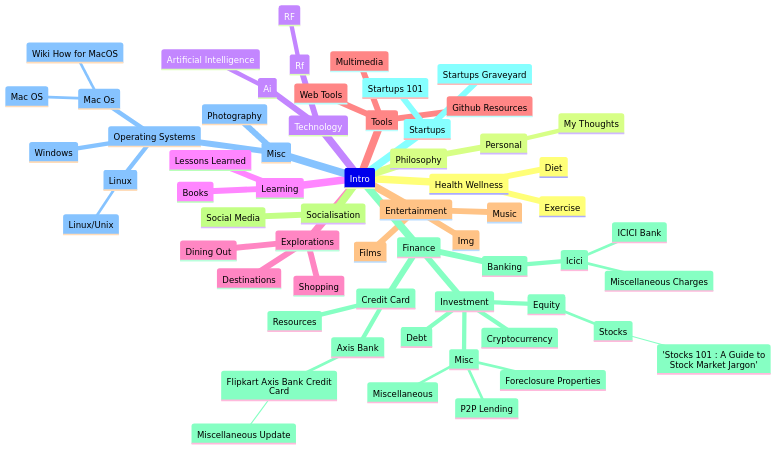 RF
Wiki How for MacOS
Artificial Intelligence
Rf
Multimedia
Startups Graveyard
Mac OS
Mac Os
Ai
Web Tools
Startups 101
Github Resources
Photography
Technology
Tools
Startups
My Thoughts
Operating Systems
Windows
Misc
Lessons Learned
Philosophy
Personal
Linux
Books
Learning
Intro
Health Wellness
Diet
Linux/Unix
Social Media
Socialisation
Entertainment
Music
Exercise
Dining Out
Explorations
Films
Img
Finance
ICICI Bank
Destinations
Shopping
Banking
Icici
Miscellaneous Charges
Resources
Credit Card
Investment
Equity
Axis Bank
Debt
Cryptocurrency
Stocks
Flipkart Axis Bank Credit
Card
Misc
'Stocks 101 : A Guide to
Stock Market Jargon'
Miscellaneous
Foreclosure Properties
P2P Lending
Miscellaneous Update